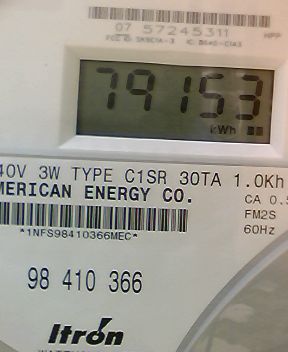 07 57245311
79153
kWh
40V 3W TYPE C1SR 30TA 1.0Kh
MERICAN ENERGY CO.
CA 0.5
FM2S
60Hz
*1NFS98410366MEC*
98 410 366
Itron